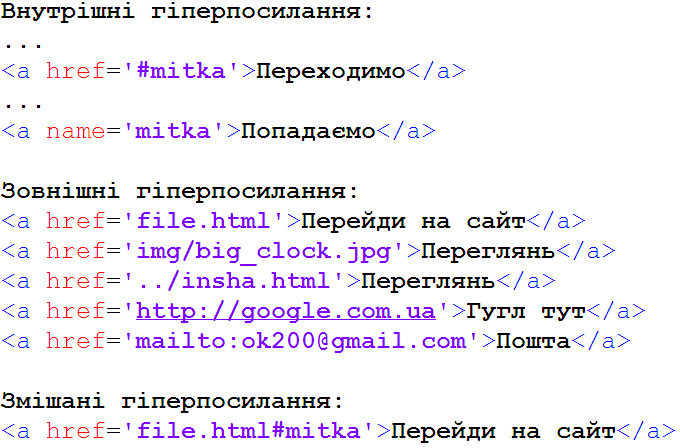 Внутрішні гіперпосилання:
...
<a href='#mitka'>Переходимо</a>
...
<a name='mitka'>Попадаємо</a>
Зовнішні гіперпосилання:
<a href='file.html'>Перейди на сайт</a>
<a href='img/big_clock.jpg'>Переглянь</a>
<a href='../insha.html'>Переглянь</a>
<a href='http://google.com.ua'>Гугл тут</a>
<a href='mailto:ok200@gmail.com'>Пошта</a>
Змішані гіперпосилання:
<a href='file.html#mitka'>Перейди на сайт</a>